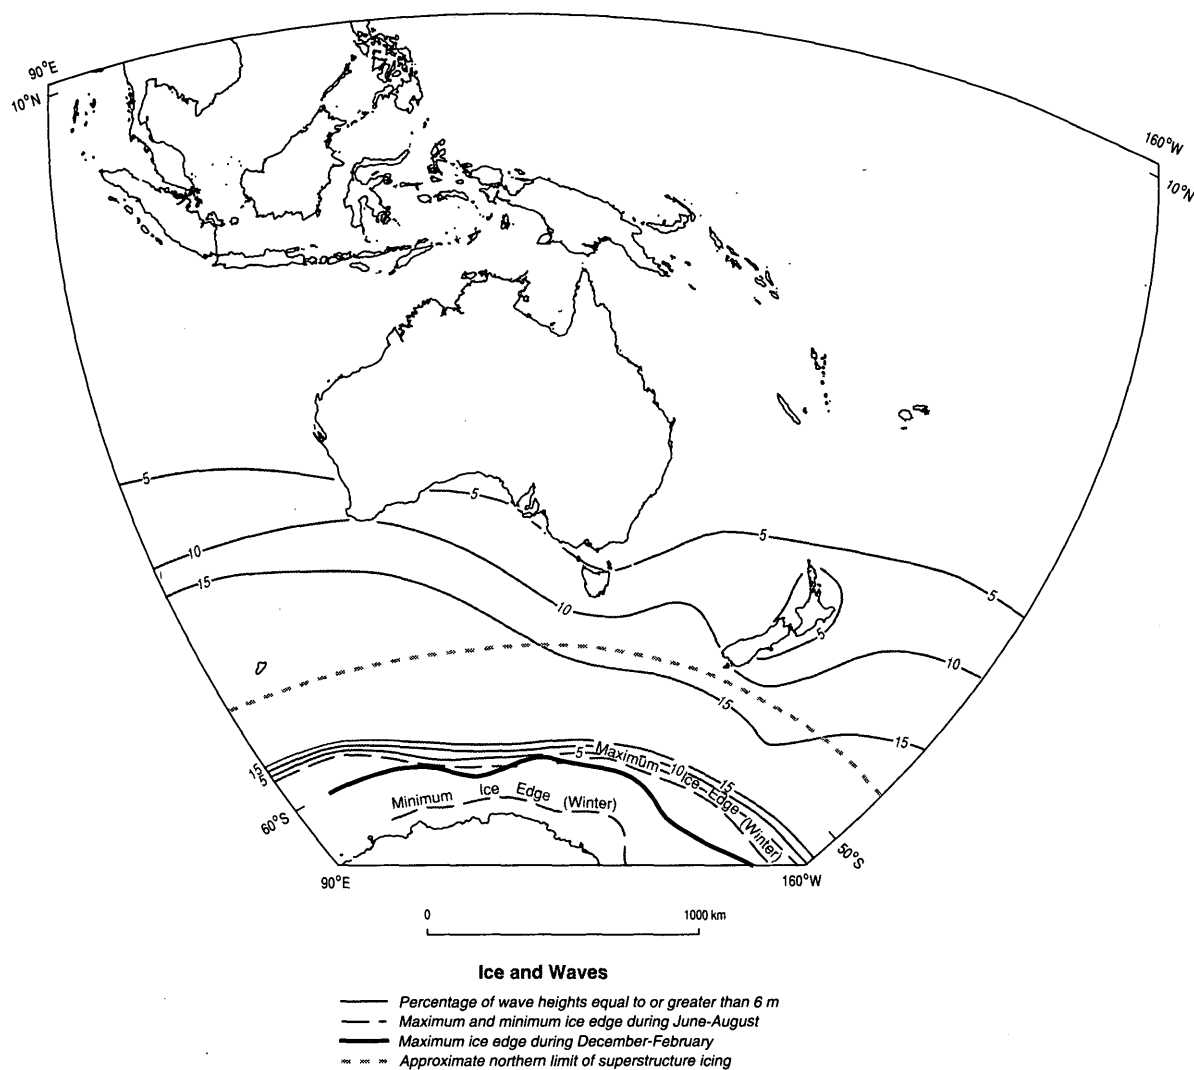 90°E
10°N
160°W
10°N
5
5
5
10
15
10
5
5
10
15
15
15
5
5
Maximum Ice Edge (Winter)
10
15
Minimum Ice Edge (Winter)
60°S
50°S
90°E
160°W
0
1000 km
Ice and Waves
Percentage of wave heights equal to or greater than 6 m
Maximum and minimum ice edge during June-August
Maximum ice edge during December-February
Approximate northern limit of superstructure icing